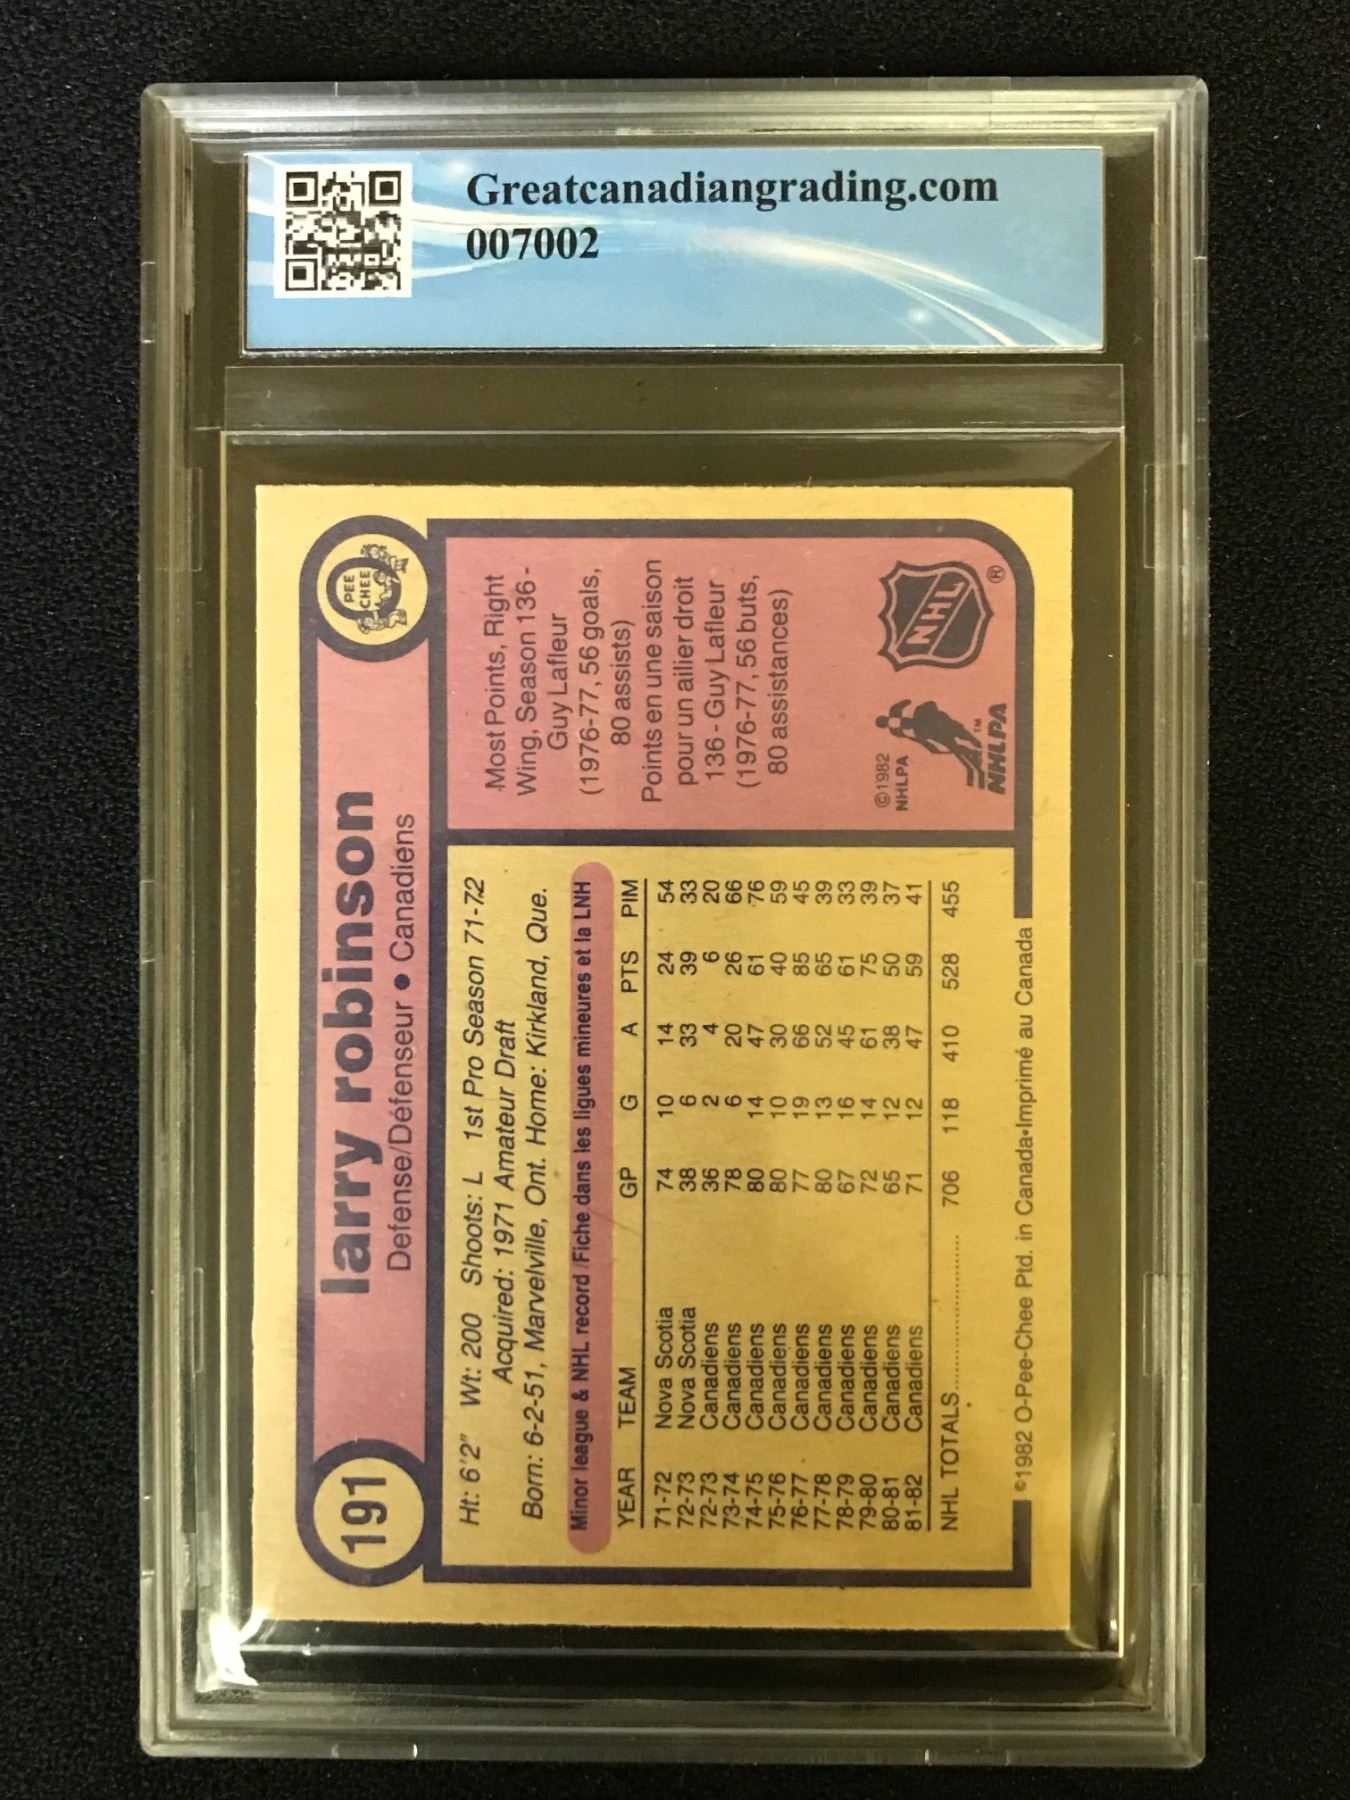 Greatcanadiangrading.com
007002
191
larry robinson
Defense/Défenseur • Canadiens
O PEE CHEE
Ht: 6'2" Wt: 200 Shoots: L 1st Pro Season 71-72
Acquired: 1971 Amateur Draft
Born: 6-2-51, Marvelville, Ont. Home: Kirkland, Que.
Minor league & NHL record /Fiche dans les ligues mineures et la LNH
YEAR TEAM GP G A PTS PIM
71-72 Nova Scotia 74 10 14 24 54
72-73 Nova Scotia 38 6 33 39 33
72-73 Canadiens 36 2 4 6 20
73-74 Canadiens 78 6 20 26 66
74-75 Canadiens 80 14 47 61 76
75-76 Canadiens 80 10 30 40 59
76-77 Canadiens 77 19 66 85 45
77-78 Canadiens 80 13 52 65 39
78-79 Canadiens 67 16 45 61 33
79-80 Canadiens 72 14 61 75 39
80-81 Canadiens 65 12 38 50 37
81-82 Canadiens 71 12 47 59 41
NHL TOTALS.................... 706 118 410 528 455
©1982 O-Pee-Chee Ptd. in Canada•Imprimé au Canada
Most Points, Right
Wing, Season 136 -
Guy Lafleur
(1976-77, 56 goals,
80 assists)
Points en une saison
pour un ailier droit
136 - Guy Lafleur
(1976-77, 56 buts,
80 assistances)
©1982
NHLPA
NHLPA™
NHL®